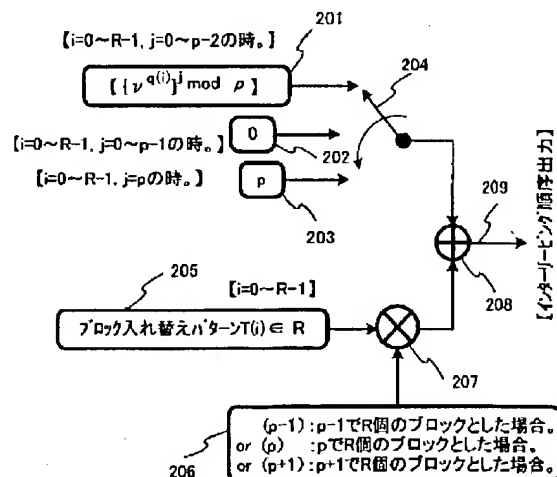 【i=0~R-1, j=0~p-2の時。】
201
[ {ν^q(i)}^j mod ρ ]
204
【i=0~R-1, j=0~p-1の時。】
0
202
【i=0~R-1, j=pの時。】
p
203
209
【インターリービング順序出力】
208
205
【i=0~R-1】
ブロック入れ替えパターンT(i)∈ R
207
(p-1) :p-1でR個のブロックとした場合。
or (p) :pでR個のブロックとした場合。
or (p+1) :p+1でR個のブロックとした場合。
206